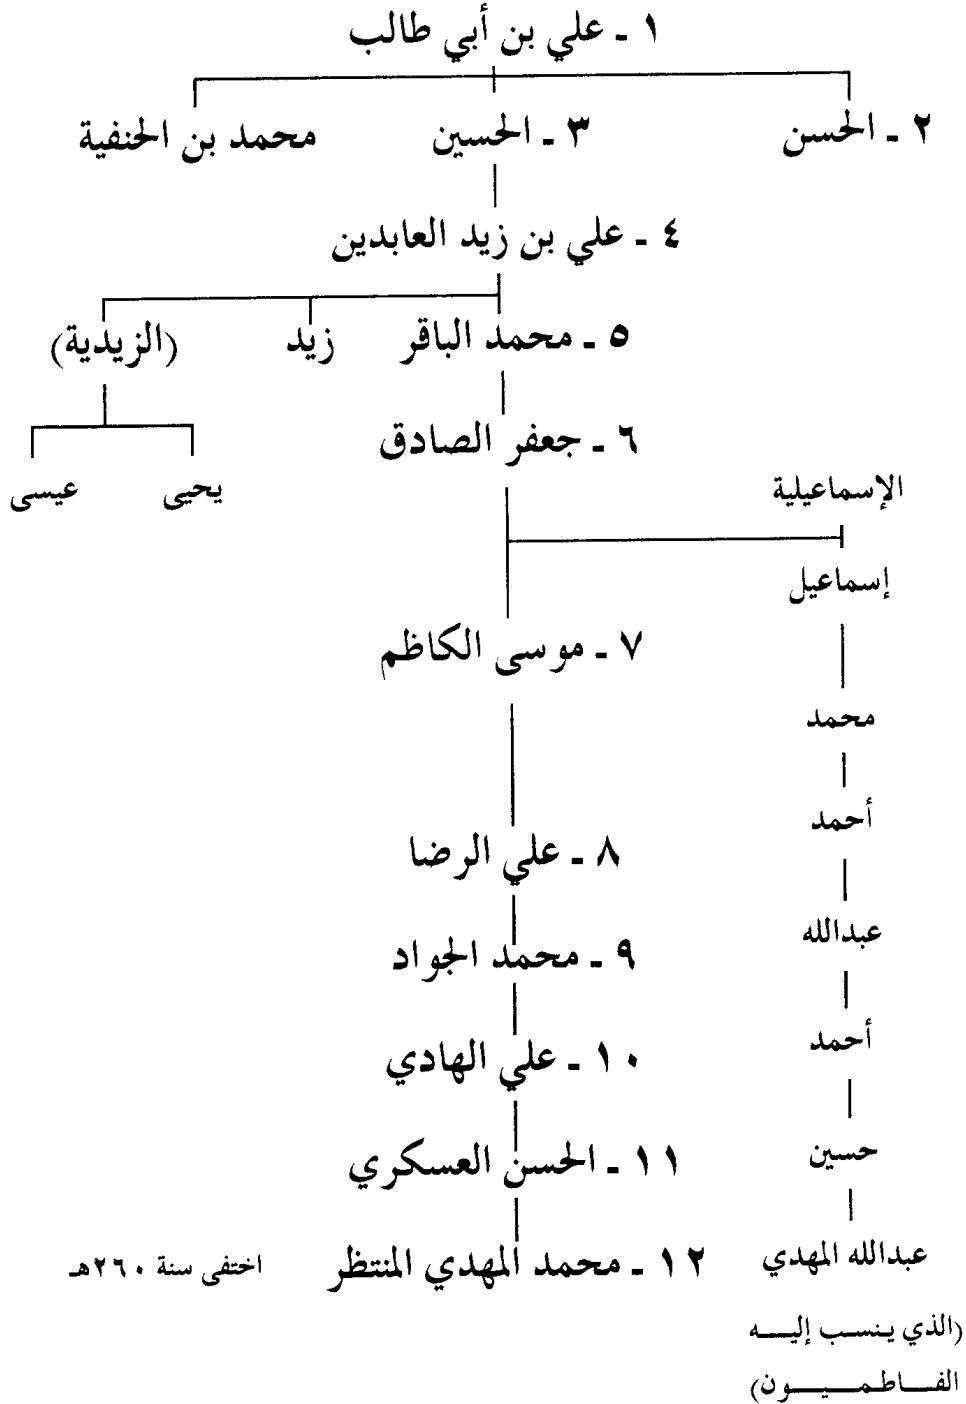 ١ ـ علي بن أبي طالب
٢ ـ الحسن ٣ ـ الحسين محمد بن الحنفية
٤ ـ علي بن زيد العابدين
٥ ـ محمد الباقر زيد (الزيدية)
٦ ـ جعفر الصادق
الإسماعيلية يحيى عيسى
إسماعيل
٧ ـ موسى الكاظم
محمد
أحمد
٨ ـ علي الرضا
عبدالله
٩ ـ محمد الجواد
أحمد
١٠ ـ علي الهادي
حسين
١١ ـ الحسن العسكري
عبدالله المهدي ١٢ ـ محمد المهدي المنتظر اختفى سنة ٢٦٠هـ
(الذي ينسب إليـــه
الفـــاطـمـــيـــون)